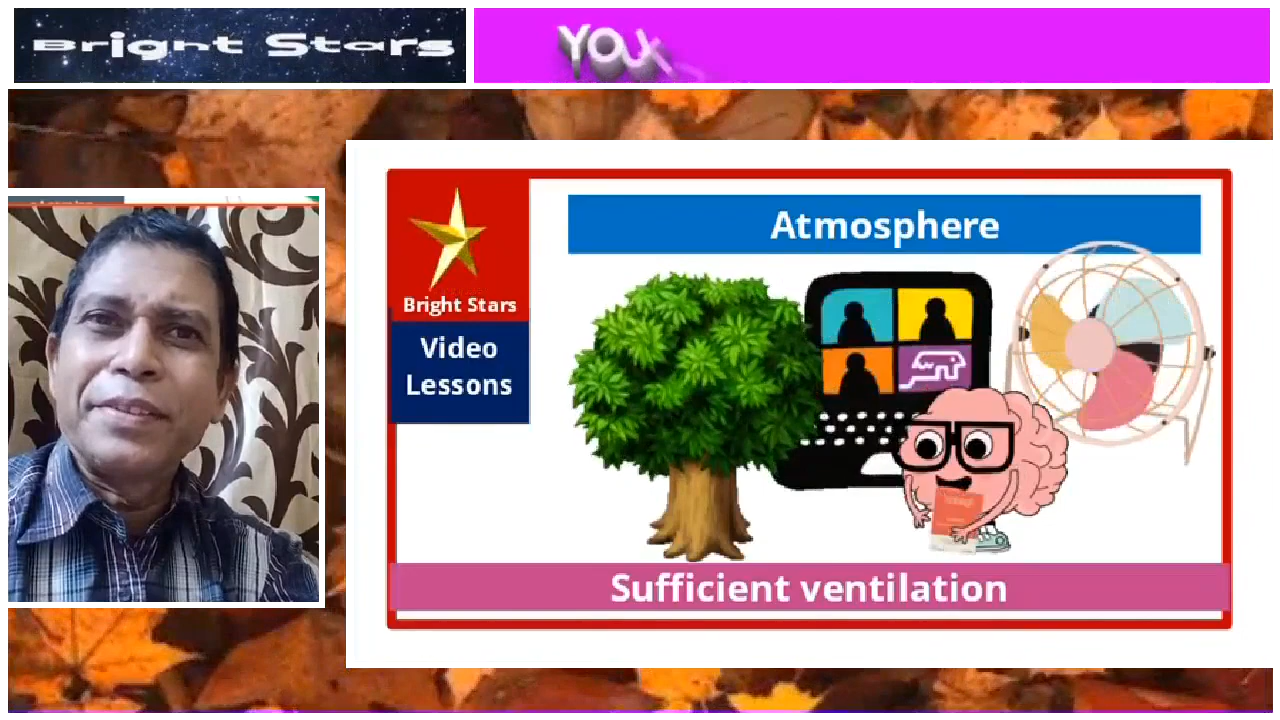 Bright Stars
YOU
Atmosphere
Bright Stars
Video
Lessons
Sufficient ventilation